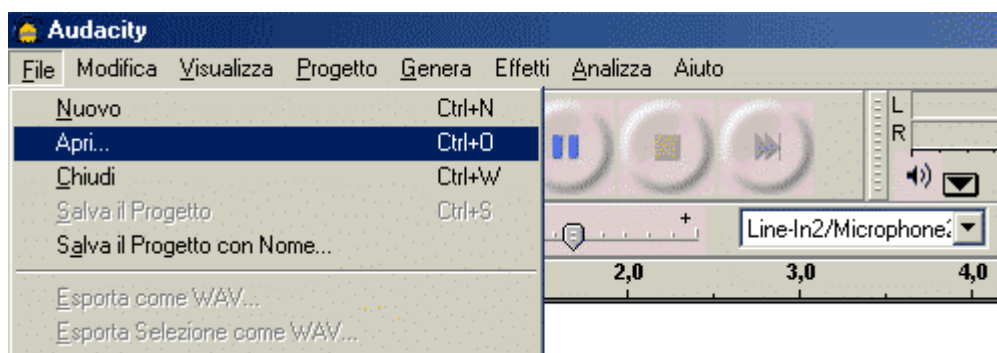 Audacity
File Modifica Visualizza Progetto Genera Effetti Analizza Aiuto
Nuovo Ctrl+N
Apri... Ctrl+O
Chiudi Ctrl+W
Salva il Progetto Ctrl+S
Salva il Progetto con Nome...
Esporta come WAV...
Esporta Selezione come WAV...
L
R
+
Line-In2/Microphone2
2,0 3,0 4,0